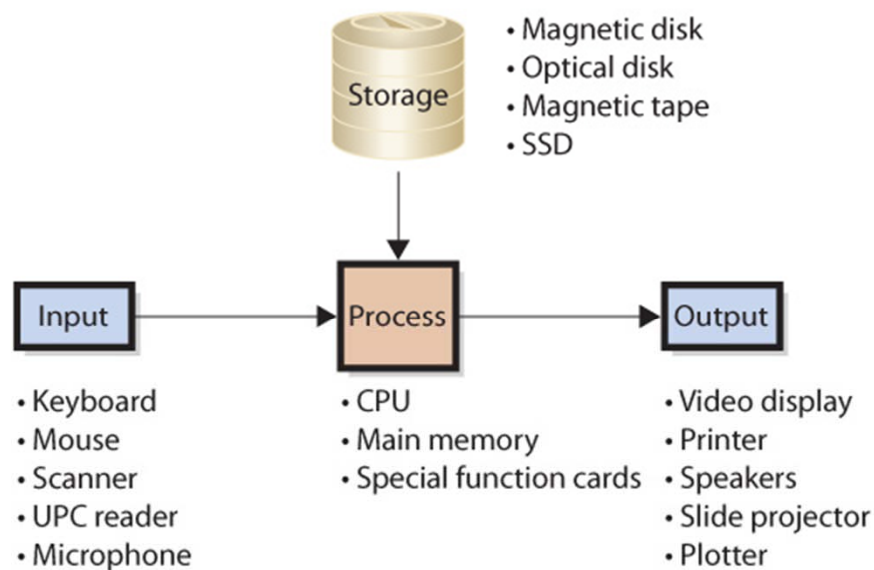 Storage
• Magnetic disk
• Optical disk
• Magnetic tape
• SSD
Input
Process
Output
• Keyboard
• Mouse
• Scanner
• UPC reader
• Microphone
• CPU
• Main memory
• Special function cards
• Video display
• Printer
• Speakers
• Slide projector
• Plotter